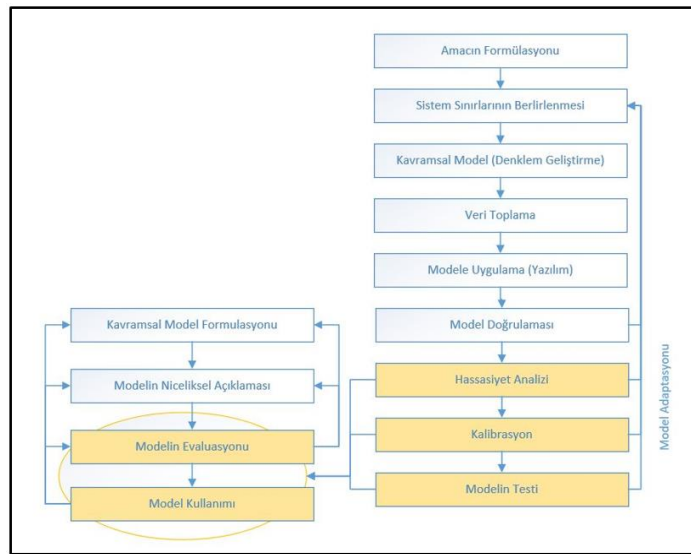 Amacın Formülasyonu
Sistem Sınırlarının Berlirlenmesi
Kavramsal Model (Denklem Geliştirme)
Veri Toplama
Modele Uygulama (Yazılım)
Model Doğrulaması
Hassasiyet Analizi
Kalibrasyon
Modelin Testi
Model Adaptasyonu
Kavramsal Model Formulasyonu
Modelin Niceliksel Açıklaması
Modelin Evaluasyonu
Model Kullanımı